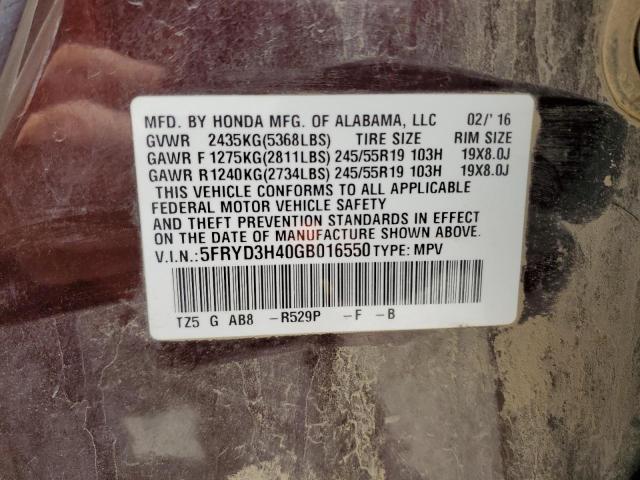 MFD. BY HONDA MFG. OF ALABAMA, LLC 02/'16
GVWR 2435KG(5368LBS) TIRE SIZE RIM SIZE
GAWR F 1275KG(2811LBS) 245/55R19 103H 19X8.0J
GAWR R 1240KG(2734LBS) 245/55R19 103H 19X8.0J
THIS VEHICLE CONFORMS TO ALL APPLICABLE
FEDERAL MOTOR VEHICLE SAFETY
AND THEFT PREVENTION STANDARDS IN EFFECT
ON THE DATE OF MANUFACTURE SHOWN ABOVE.
V.I.N.:5FRYD3H40GB016550 TYPE: MPV
TZ5 G AB8 -R529P -F -B